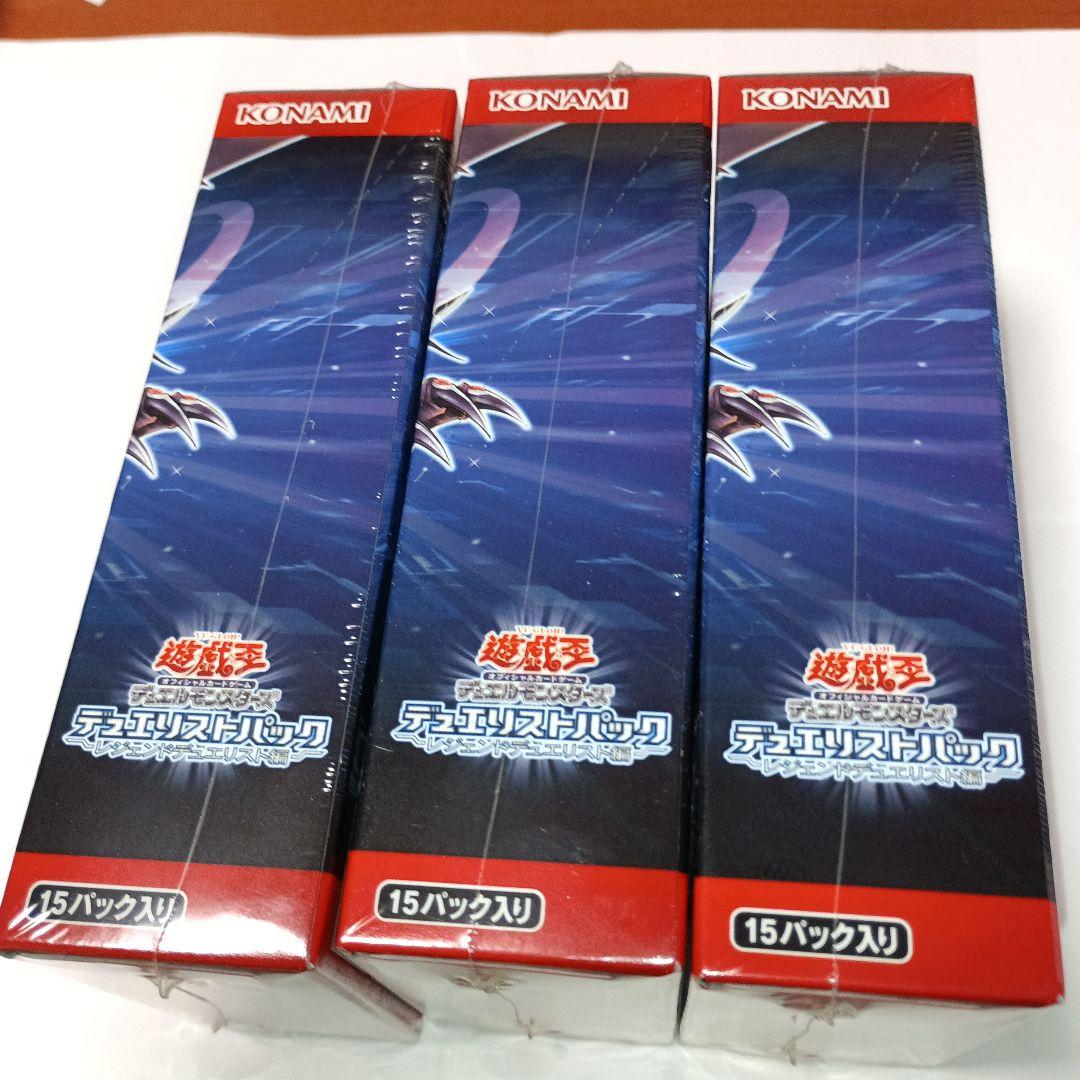 KONAMI
YU-GI-OH!
遊戯王
オフィシャルカードゲーム
デュエルモンスターズ
デュエリストパック
～レジェンドデュエリスト編～
15パック入り
KONAMI
YU-GI-OH!
遊戯王
オフィシャルカードゲーム
デュエルモンスターズ
デュエリストパック
～レジェンドデュエリスト編～
15パック入り
KONAMI
YU-GI-OH!
遊戯王
オフィシャルカードゲーム
デュエルモンスターズ
デュエリストパック
～レジェンドデュエリスト編～
15パック入り